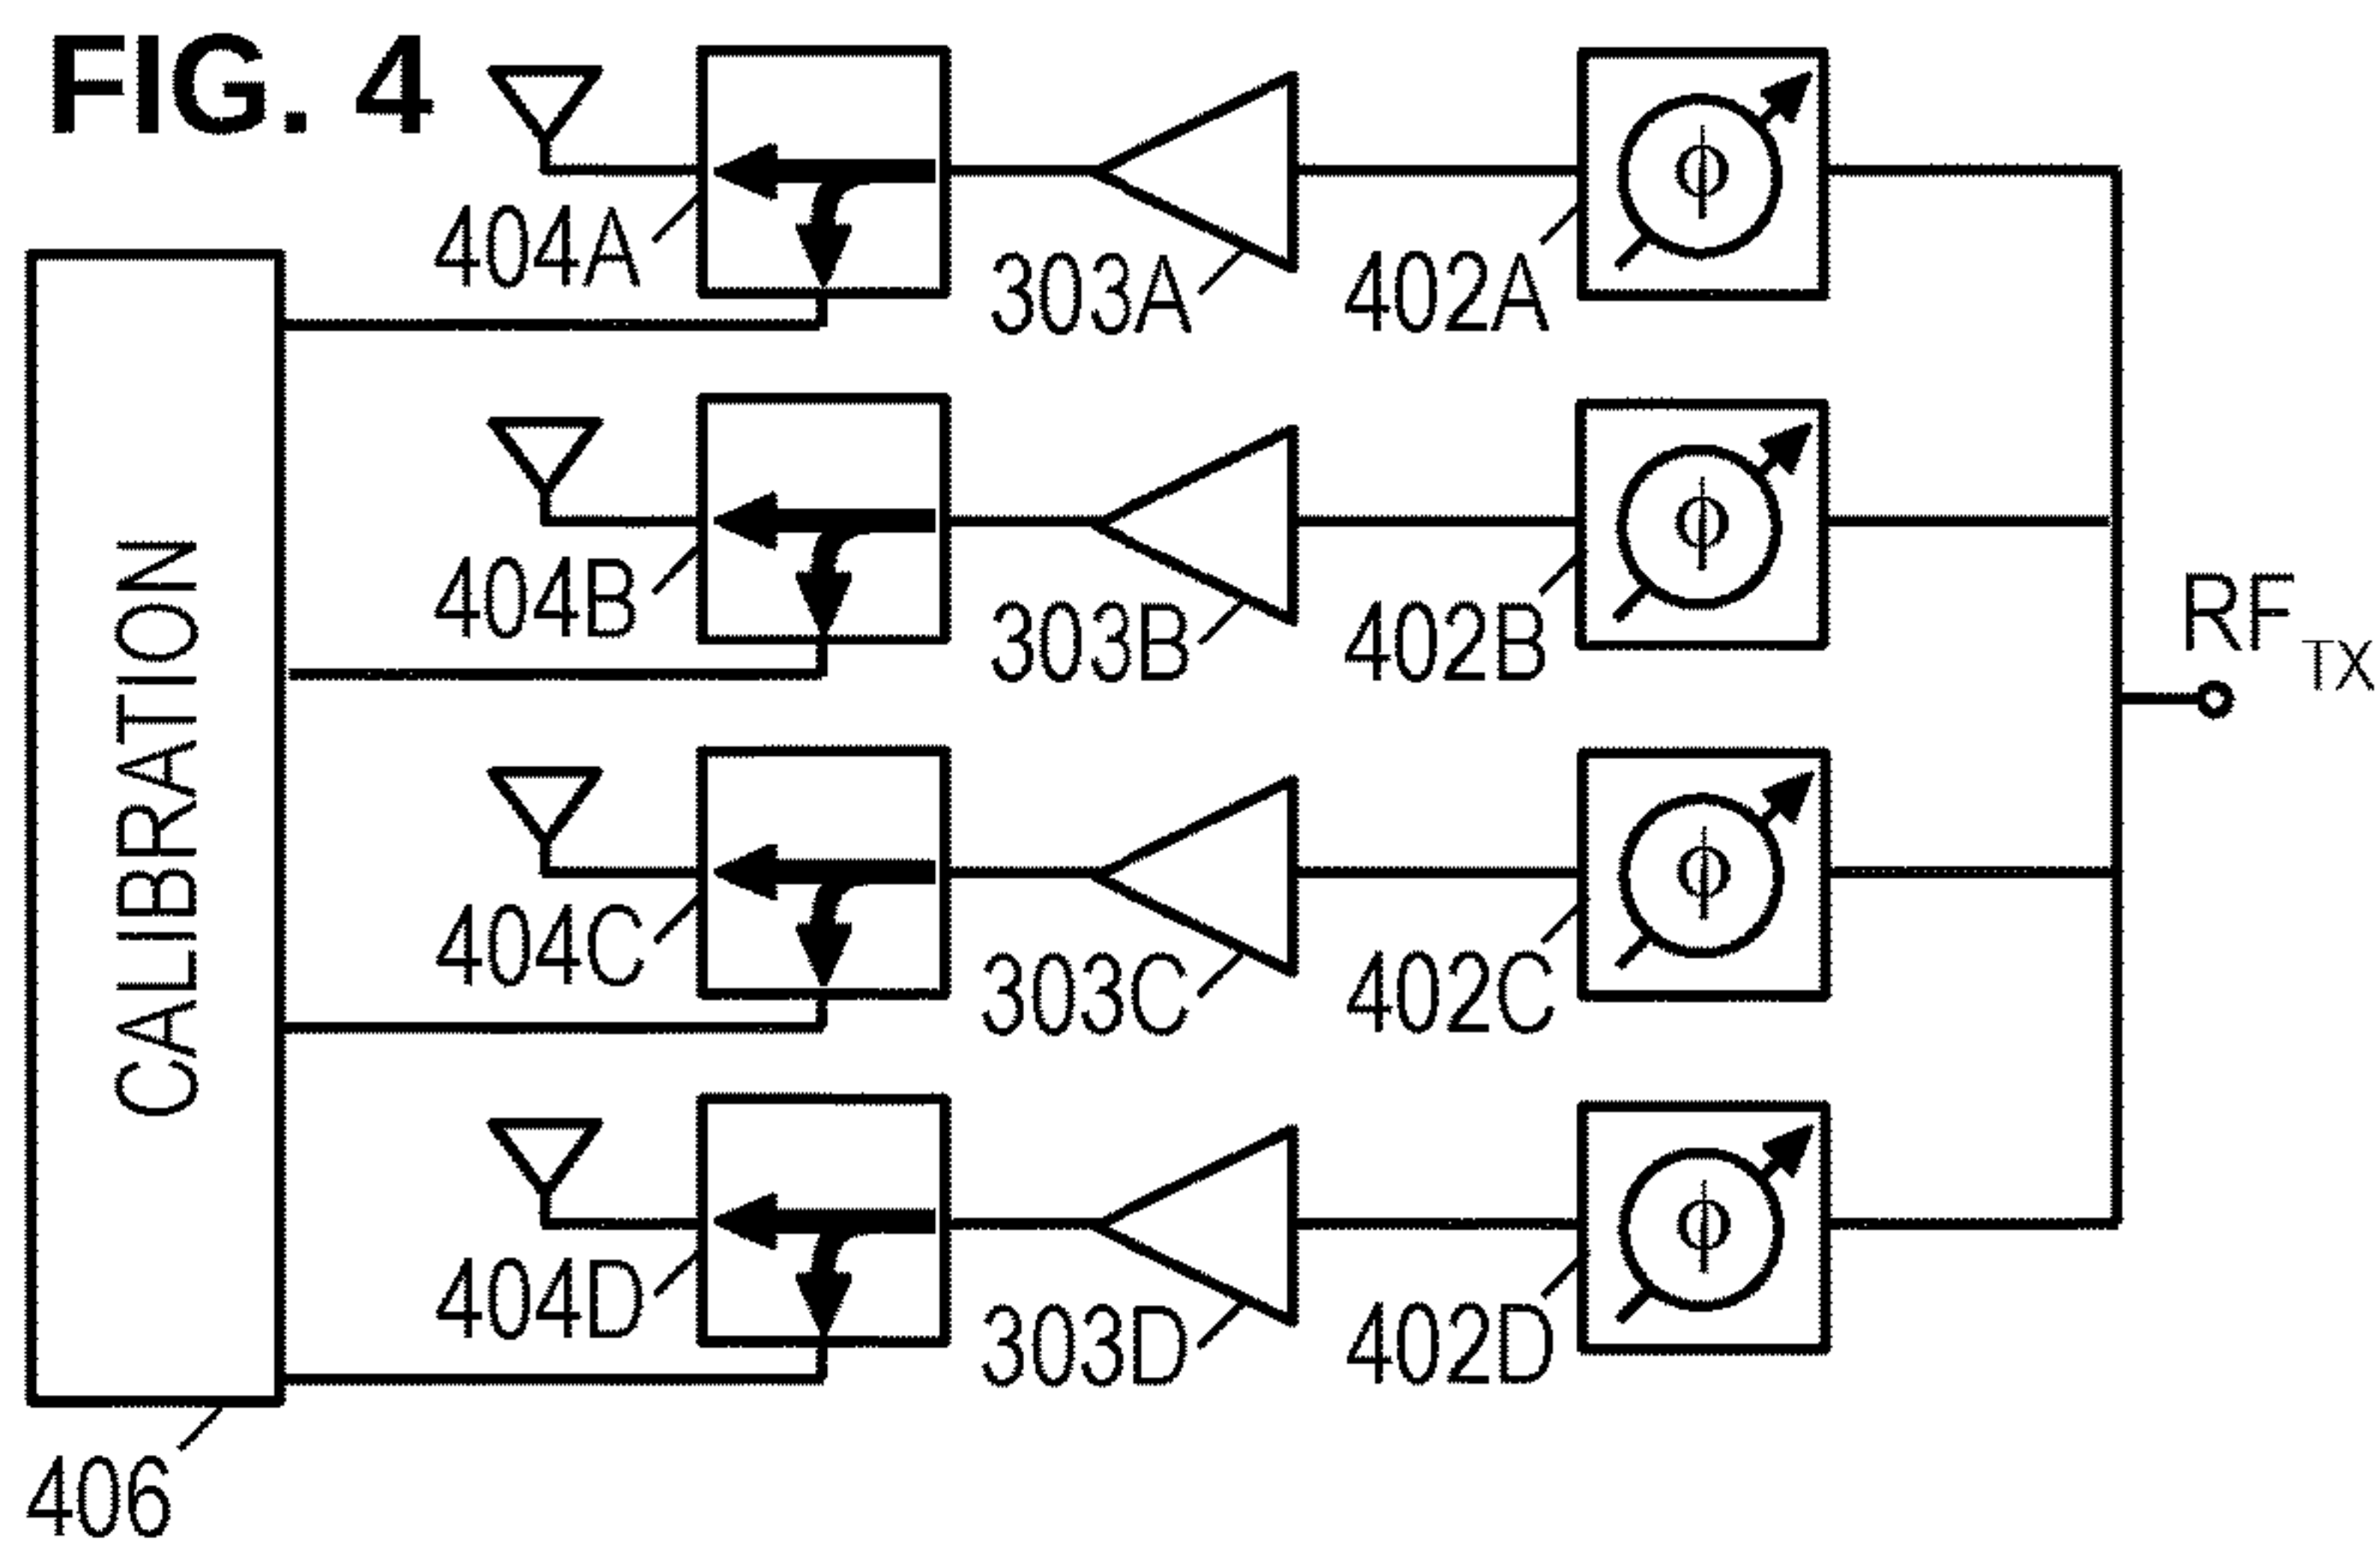 FIG. 4
404A
303A
402A
ϕ
404B
303B
402B
ϕ
RF TX
CALIBRATION
404C
303C
402C
ϕ
404D
303D
402D
ϕ
406